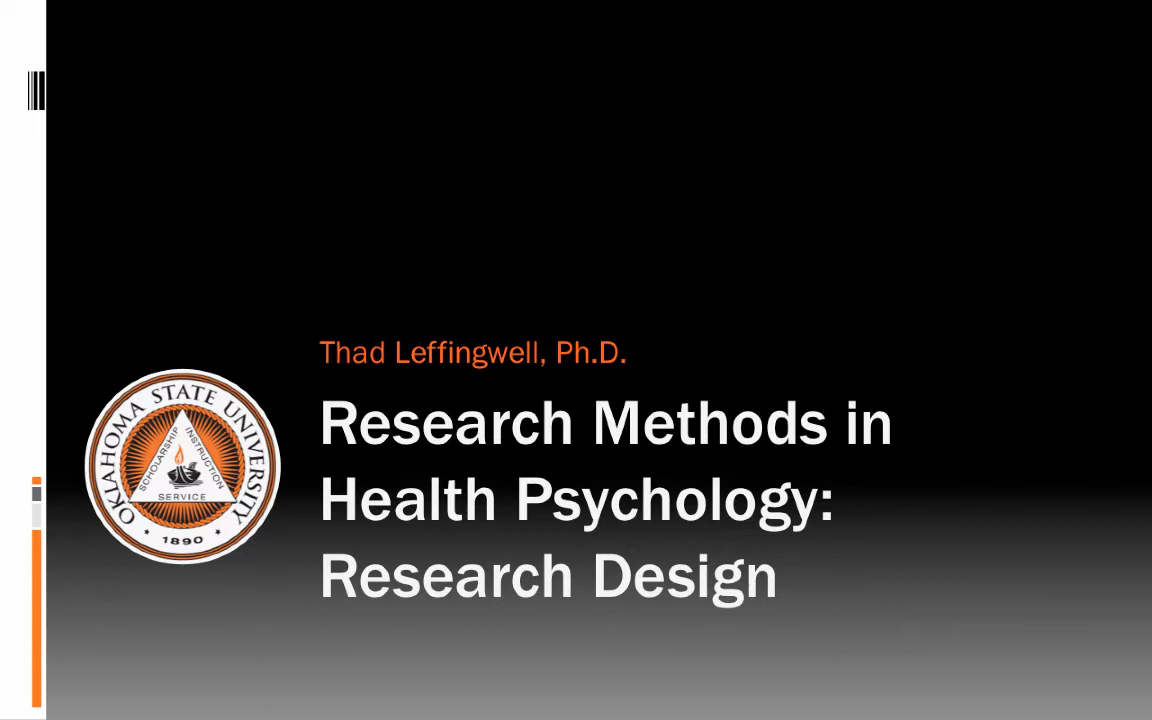 Thad Leffingwell, Ph.D.
Research Methods in
Health Psychology:
Research Design
OKLAHOMA STATE UNIVERSITY
SCHOLARSHIP
INSTRUCTION
SERVICE
1890